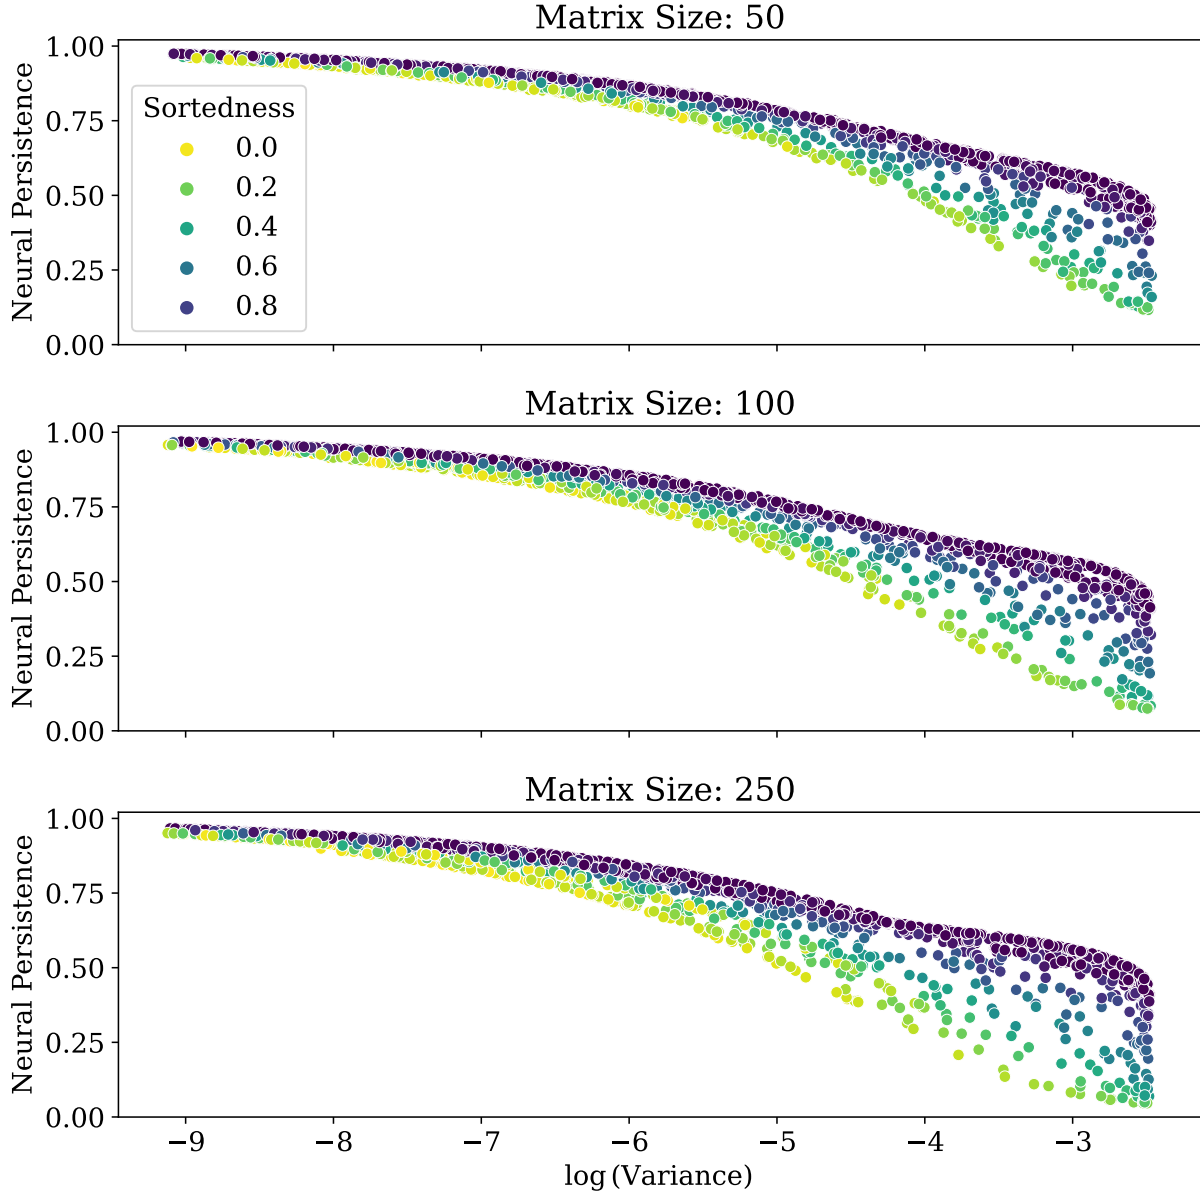 Matrix Size: 50
Neural Persistence
1.00
0.75
0.50
0.25
0.00
Sortedness
0.0
0.2
0.4
0.6
0.8
Matrix Size: 100
Neural Persistence
1.00
0.75
0.50
0.25
0.00
Matrix Size: 250
Neural Persistence
1.00
0.75
0.50
0.25
0.00
−9 −8 −7 −6 −5 −4 −3
log (Variance)